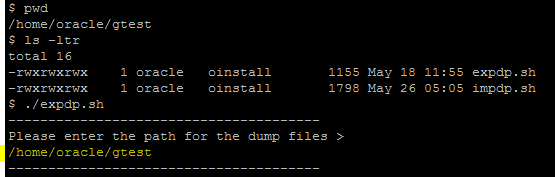 $ pwd
/home/oracle/gtest
$ ls -ltr
total 16
-rwxrwxrwx    1 oracle   oinstall       1155 May 18 11:55 expdp.sh
-rwxrwxrwx    1 oracle   oinstall       1798 May 26 05:05 impdp.sh
$ ./expdp.sh
---------------------------------------
Please enter the path for the dump files >
/home/oracle/gtest
---------------------------------------